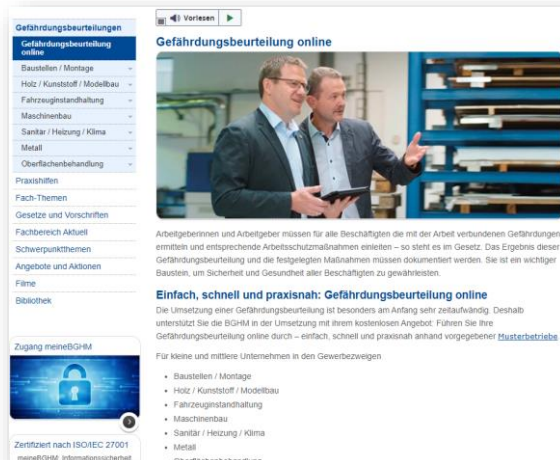 Gefährdungsbeurteilungen
Gefährdungsbeurteilung
online
Baustellen / Montage
Holz / Kunststoff / Modellbau
Fahrzeuginstandhaltung
Maschinenbau
Sanitär / Heizung / Klima
Metall
Oberflächenbehandlung
Praxishilfen
Fach-Themen
Gesetze und Vorschriften
Fachbereich Aktuell
Schwerpunktthemen
Angebote und Aktionen
Filme
Bibliothek
Zugang meineBGHM
Zertifiziert nach ISO/IEC 27001
meineBGHM: Informationssicherheit
Vorlesen
Gefährdungsbeurteilung online
Arbeitgeberinnen und Arbeitgeber müssen für alle Beschäftigten die mit der Arbeit verbundenen Gefährdungen
ermitteln und entsprechende Arbeitsschutzmaßnahmen einleiten – so steht es im Gesetz. Das Ergebnis dieser
Gefährdungsbeurteilung und die festgelegten Maßnahmen müssen dokumentiert werden. Sie ist ein wichtiger
Baustein, um Sicherheit und Gesundheit aller Beschäftigten zu gewährleisten.
Einfach, schnell und praxisnah: Gefährdungsbeurteilung online
Die Umsetzung einer Gefährdungsbeurteilung ist besonders am Anfang sehr zeitaufwändig. Deshalb
unterstützt Sie die BGHM in der Umsetzung mit ihrem kostenlosen Angebot: Führen Sie Ihre
Gefährdungsbeurteilung online durch – einfach, schnell und praxisnah anhand vorgegebener Musterbetriebe.
Für kleine und mittlere Unternehmen in den Gewerbezweigen
• Baustellen / Montage
• Holz / Kunststoff / Modellbau
• Fahrzeuginstandhaltung
• Maschinenbau
• Sanitär / Heizung / Klima
• Metall
• Oberflächenbehandlung